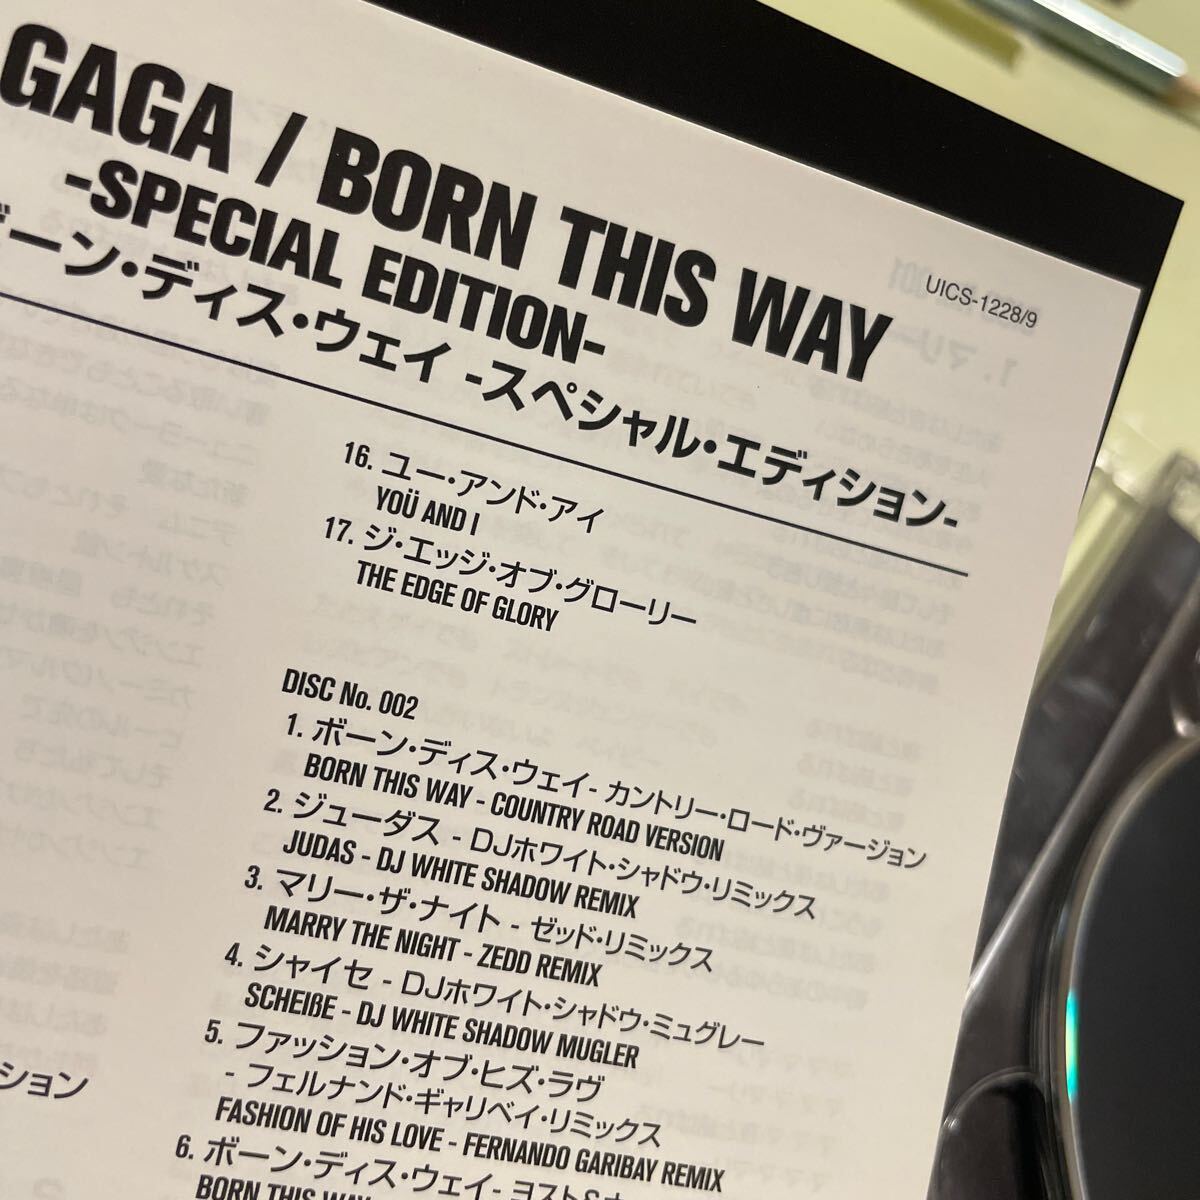 GAGA / BORN THIS WAY
-SPECIAL EDITION-
ボーン・ディス・ウェイ -スペシャル・エディション-
UICS-1228/9
16. ユー・アンド・アイ
YOÜ AND I
17. ジ・エッジ・オブ・グローリー
THE EDGE OF GLORY
DISC No. 002
1. ボーン・ディス・ウェイ - カントリー・ロード・ヴァージョン
BORN THIS WAY - COUNTRY ROAD VERSION
2. ジューダス - DJホワイト・シャドウ・リミックス
JUDAS - DJ WHITE SHADOW REMIX
3. マリー・ザ・ナイト - ゼッド・リミックス
MARRY THE NIGHT - ZEDD REMIX
4. シャイセ - DJホワイト・シャドウ・ミュグレー
SCHEIßE - DJ WHITE SHADOW MUGLER
5. ファッション・オブ・ヒズ・ラヴ
- フェルナンド・ギャリベイ・リミックス
FASHION OF HIS LOVE - FERNANDO GARIBAY REMIX
6. ボーン・ディス・ウェイ - ヨスト&
BORN THIS WAY
ション